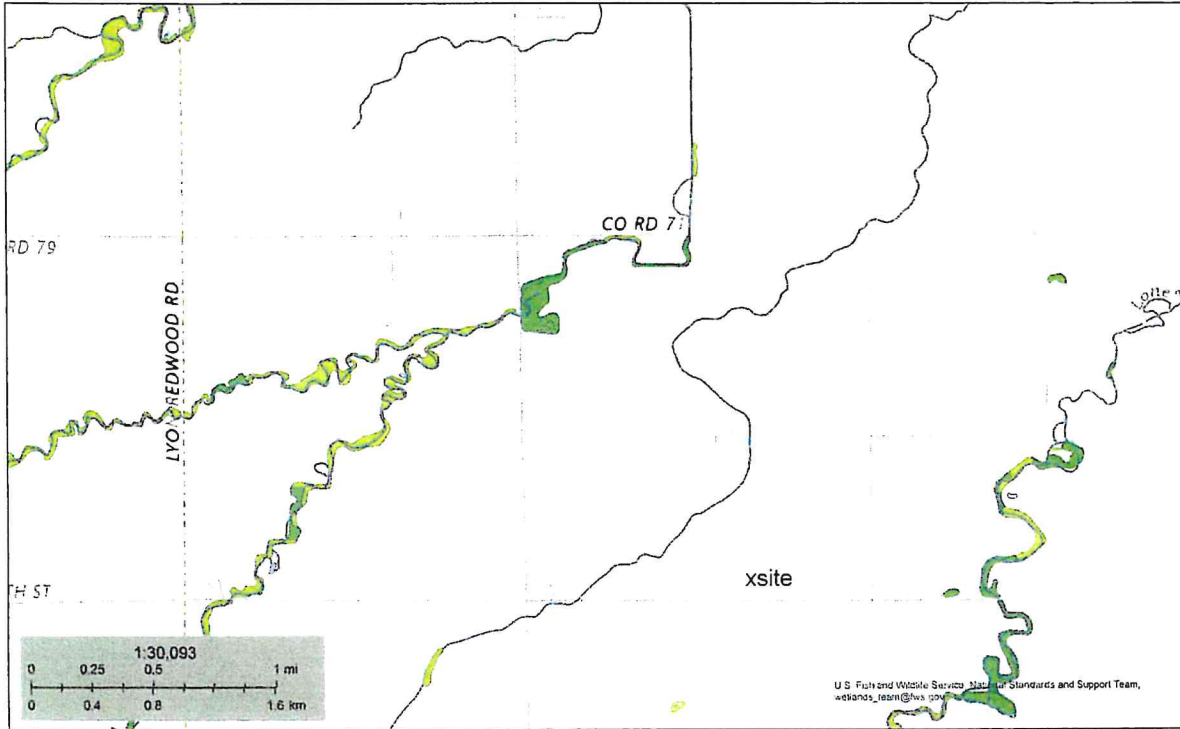 CO RD 7
RD 79
LYON REDWOOD RD
xsite
TH ST
1:30,093
0 0.25 0.5 1 mi
0 0.4 0.8 1.6 km
U.S. Fish and Wildlife Service, National Standards and Support Team,
wetlands_team@fws.gov